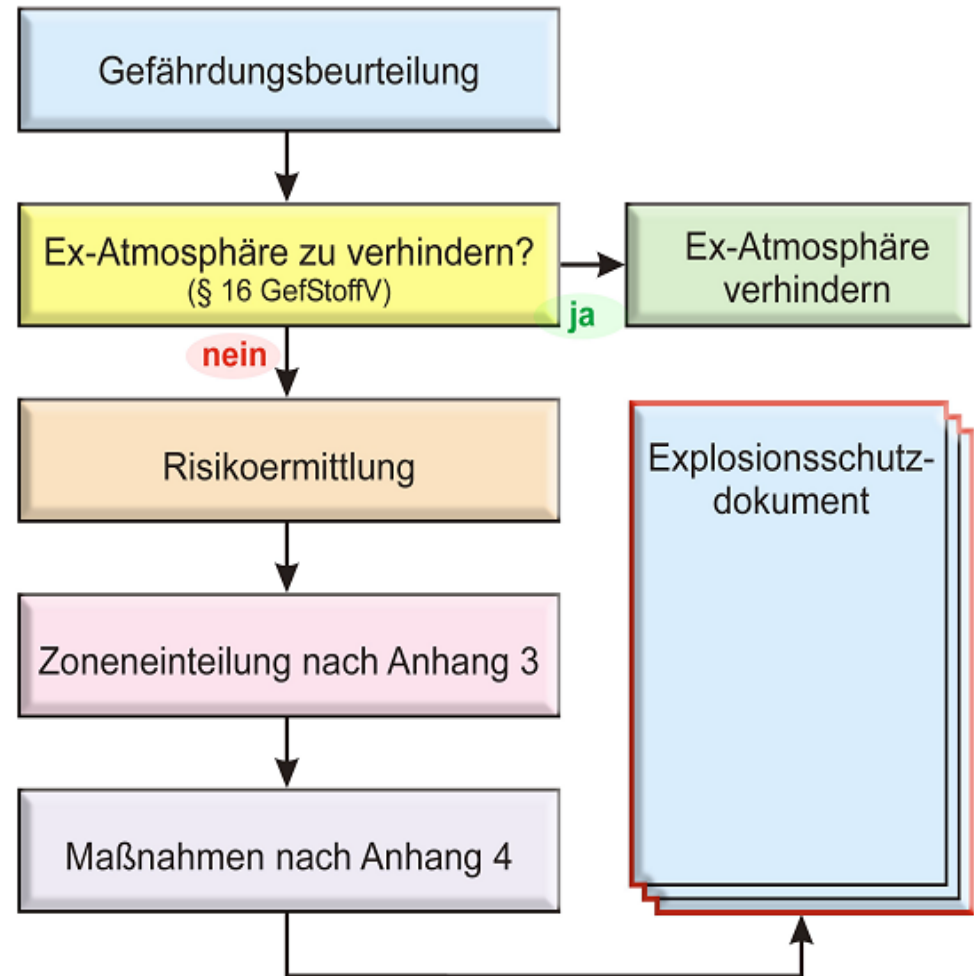 Gefährdungsbeurteilung
Ex-Atmosphäre zu verhindern?
(§ 16 GefStoffV)
ja
Ex-Atmosphäre
verhindern
nein
Risikoermittlung
Explosionsschutz-
dokument
Zoneneinteilung nach Anhang 3
Maßnahmen nach Anhang 4